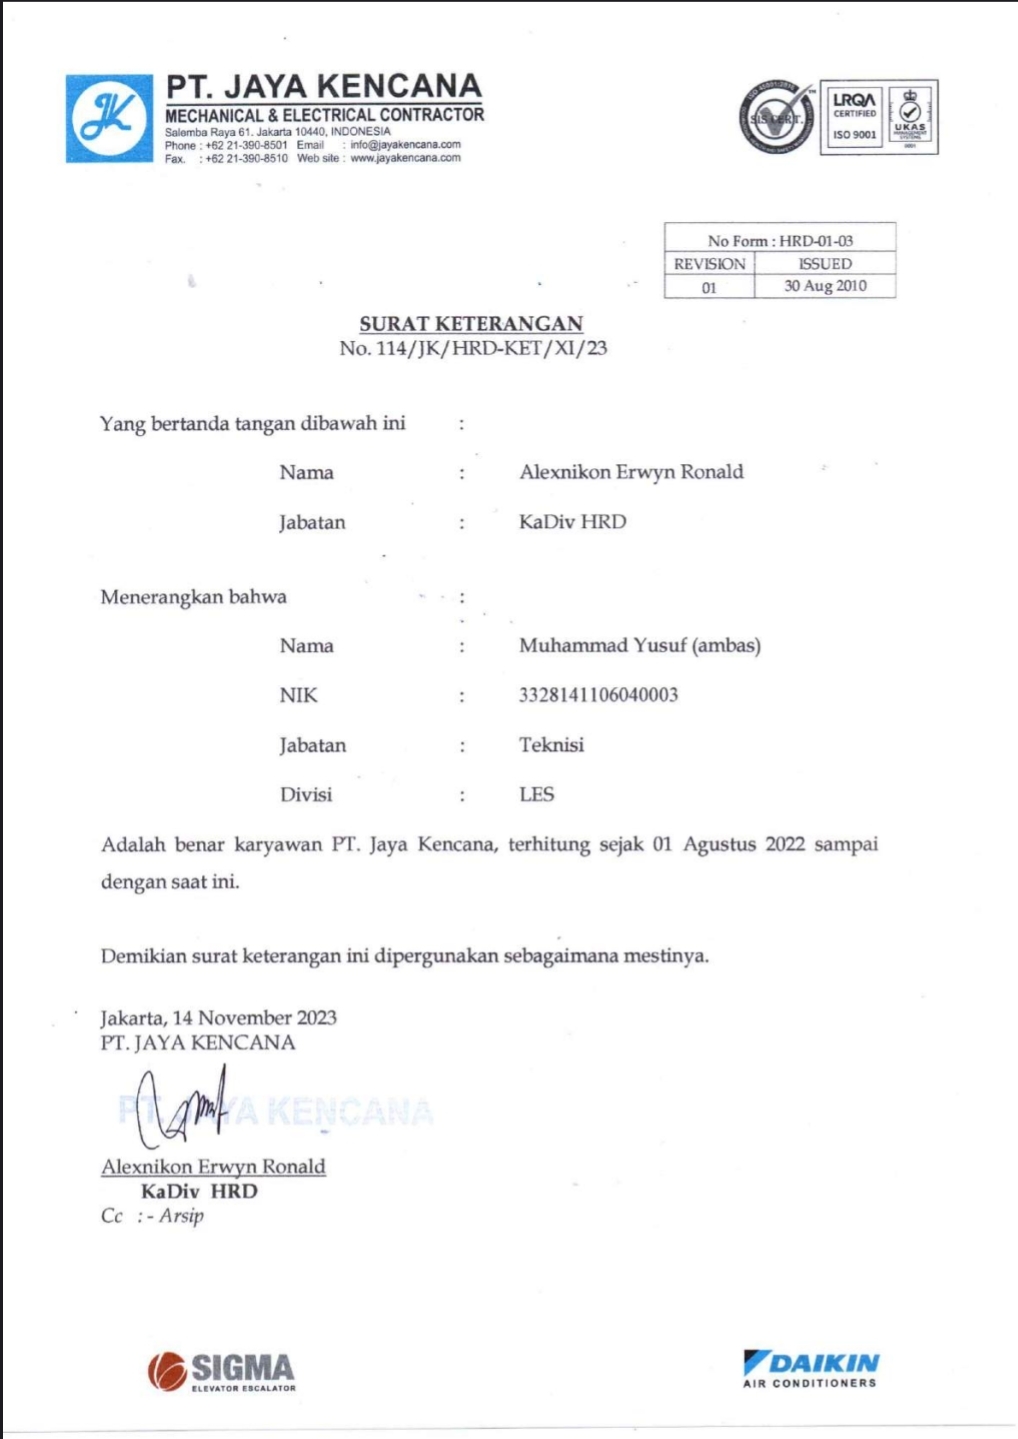 JK
PT. JAYA KENCANA
MECHANICAL & ELECTRICAL CONTRACTOR
Salemba Raya 61. Jakarta 10440, INDONESIA
Phone : +62 21-390-8501 Email : info@jayakencana.com
Fax. : +62 21-390-8510 Web site : www.jayakencana.com
SIS CERT.
LRQA
CERTIFIED
ISO 9001
UKAS
MANAGEMENT
SYSTEMS
No Form : HRD-01-03
REVISION ISSUED
01 30 Aug 2010
SURAT KETERANGAN
No. 114/JK/HRD-KET/XI/23
Yang bertanda tangan dibawah ini :
Nama : Alexnikon Erwyn Ronald
Jabatan : KaDiv HRD
Menerangkan bahwa :
Nama : Muhammad Yusuf (ambas)
NIK : 3328141106040003
Jabatan : Teknisi
Divisi : LES
Adalah benar karyawan PT. Jaya Kencana, terhitung sejak 01 Agustus 2022 sampai
dengan saat ini.
Demikian surat keterangan ini dipergunakan sebagaimana mestinya.
Jakarta, 14 November 2023
PT. JAYA KENCANA
PT. JAYA KENCANA
Alexnikon Erwyn Ronald
KaDiv HRD
Cc : - Arsip
SIGMA
ELEVATOR ESCALATOR
DAIKIN
AIR CONDITIONERS